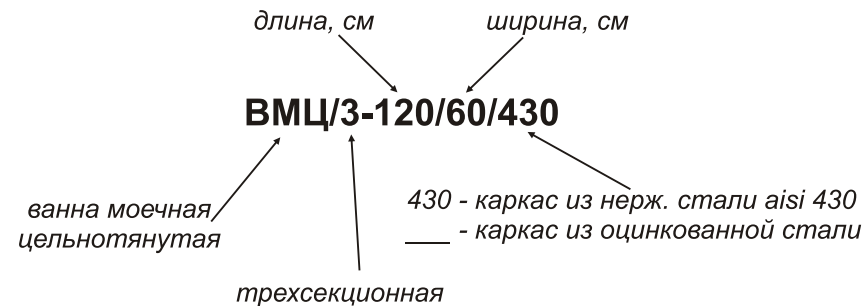 длина, см
ширина, см
ВМЦ/3-120/60/430
ванна моечная
цельнотянутая
430 - каркас из нерж. стали aisi 430
___ - каркас из оцинкованной стали
трехсекционная